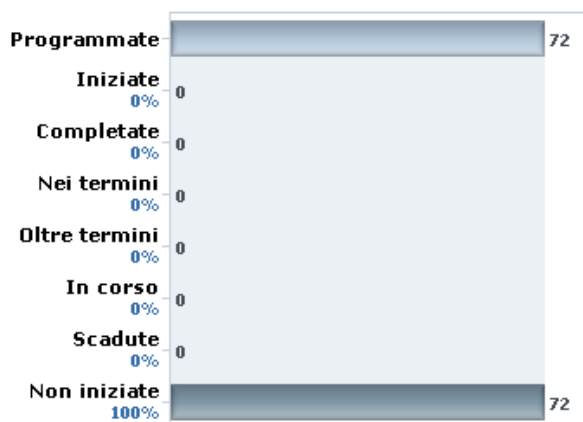 Programmate
72
Iniziate
0%
0
Completate
0%
0
Nei termini
0%
0
Oltre termini
0%
0
In corso
0%
0
Scadute
0%
0
Non iniziate
100%
72